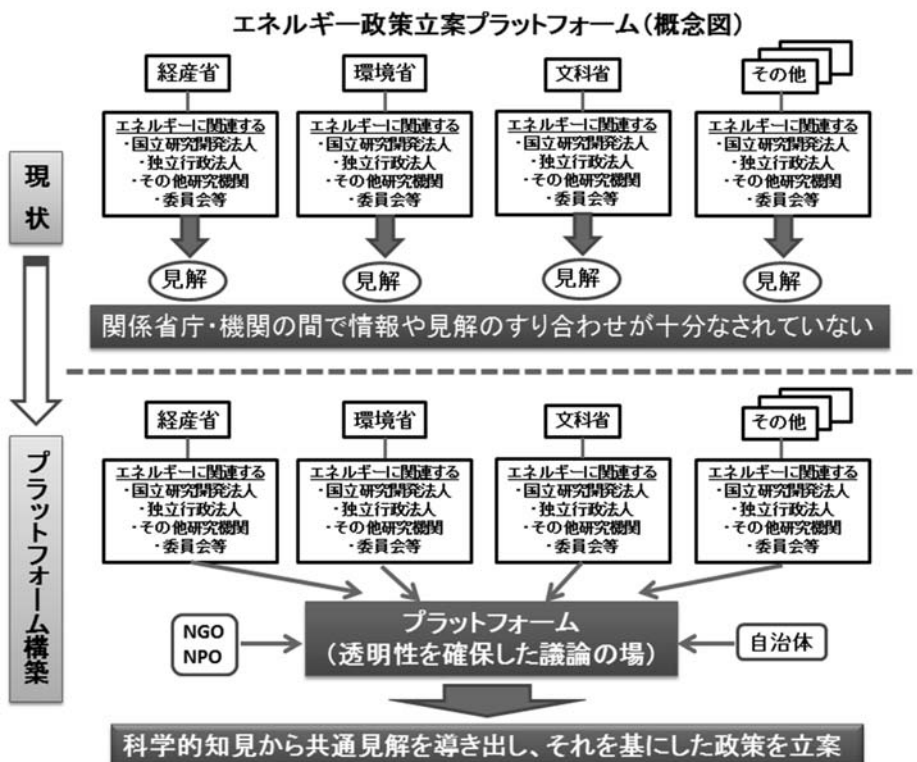 エネルギー政策立案プラットフォーム(概念図)
現状
経産省
環境省
文科省
その他
エネルギーに関連する
・国立研究開発法人
・独立行政法人
・その他研究機関
・委員会等
エネルギーに関連する
・国立研究開発法人
・独立行政法人
・その他研究機関
・委員会等
エネルギーに関連する
・国立研究開発法人
・独立行政法人
・その他研究機関
・委員会等
エネルギーに関連する
・国立研究開発法人
・独立行政法人
・その他研究機関
・委員会等
見解
見解
見解
見解
関係省庁・機関の間で情報や見解のすり合わせが十分なされていない
プラットフォーム構築
経産省
環境省
文科省
その他
エネルギーに関連する
・国立研究開発法人
・独立行政法人
・その他研究機関
・委員会等
エネルギーに関連する
・国立研究開発法人
・独立行政法人
・その他研究機関
・委員会等
エネルギーに関連する
・国立研究開発法人
・独立行政法人
・その他研究機関
・委員会等
エネルギーに関連する
・国立研究開発法人
・独立行政法人
・その他研究機関
・委員会等
NGO
NPO
プラットフォーム
(透明性を確保した議論の場)
自治体
科学的知見から共通見解を導き出し、それを基にした政策を立案